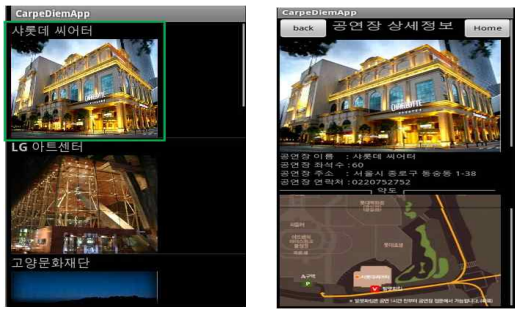 CarpeDiemApp
샤롯데 씨어터
LG 아트센터
고양문화재단
CarpeDiemApp
back
공연장 상세정보
Home
공연장 이름 : 샤롯데 씨어터
공연장 좌석수 : 60
공연장 주소 : 서울시 종로구 동숭동 1-38
공연장 연락처 : 0220752752
약도